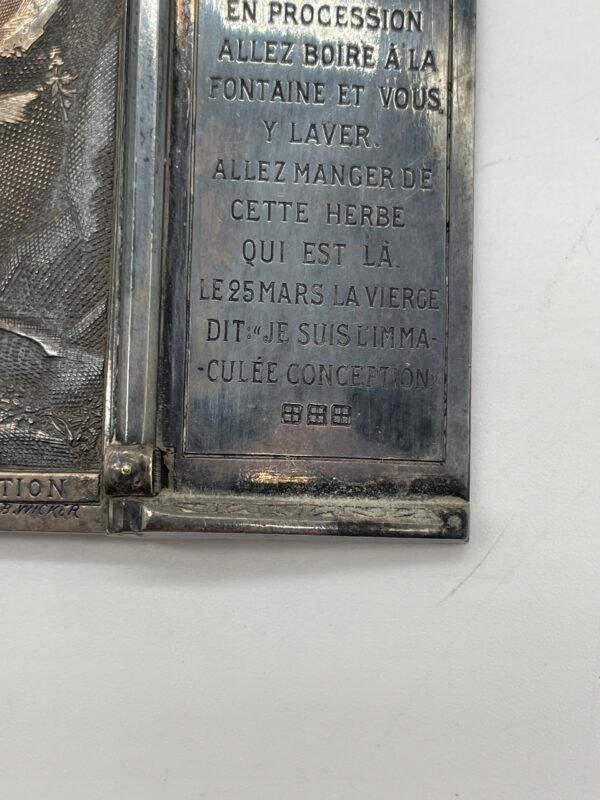 EN PROCESSION
ALLEZ BOIRE À LA
FONTAINE ET VOUS
Y LAVER.
ALLEZ MANGER DE
CETTE HERBE
QUI EST LÀ.
LE 25 MARS LA VIERGE
DIT: "JE SUIS L'IMMA-
-CULÉE CONCEPTION"
TION
B. WICKER